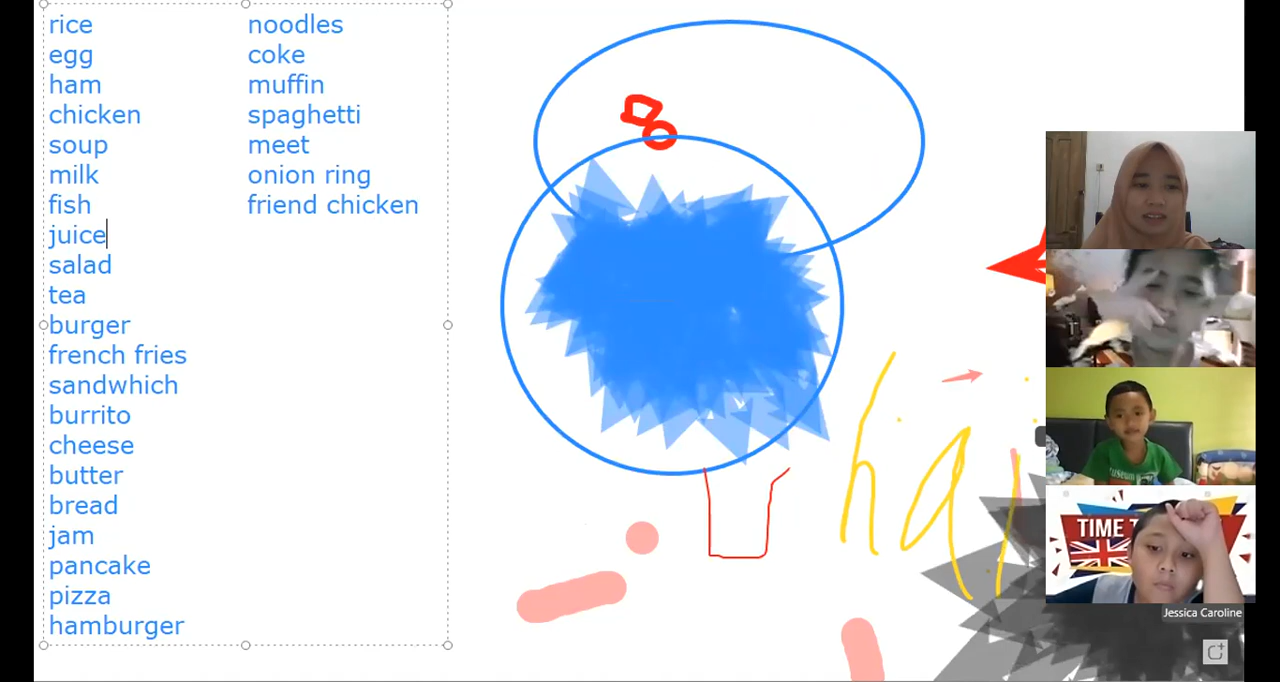 rice
egg
ham
chicken
soup
milk
fish
juice
salad
tea
burger
french fries
sandwhich
burrito
cheese
butter
bread
jam
pancake
pizza
hamburger
noodles
coke
muffin
spaghetti
meet
onion ring
friend chicken
TIME T
Jessica Caroline